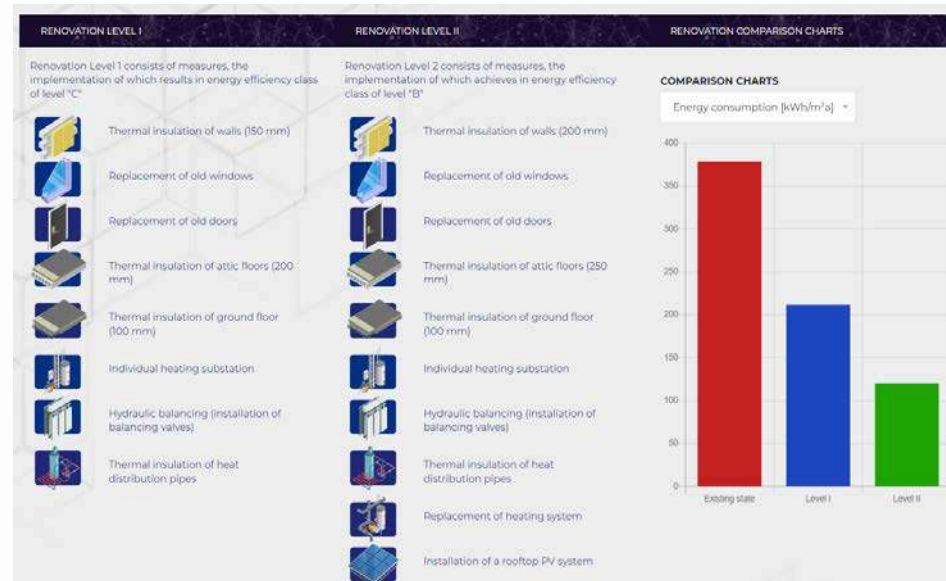 RENOVATION LEVEL I
Renovation Level 1 consists of measures, the
implementation of which results in energy efficiency class
of level "C"
Thermal insulation of walls (150 mm)
Replacement of old windows
Replacement of old doors
Thermal insulation of attic floors (200
mm)
Thermal insulation of ground floor
(100 mm)
Individual heating substation
Hydraulic balancing (installation of
balancing valves)
Thermal insulation of heat
distribution pipes
RENOVATION LEVEL II
Renovation Level 2 consists of measures, the
implementation of which achieves in energy efficiency
class of level "B"
Thermal insulation of walls (200 mm)
Replacement of old windows
Replacement of old doors
Thermal insulation of attic floors (250
mm)
Thermal insulation of ground floor
(100 mm)
Individual heating substation
Hydraulic balancing (installation of
balancing valves)
Thermal insulation of heat
distribution pipes
Replacement of heating system
Installation of a rooftop PV system
RENOVATION COMPARISON CHARTS
COMPARISON CHARTS
Energy consumption [kWh/m²a]
400
350
300
250
200
150
100
50
0
Existing state Level I Level II